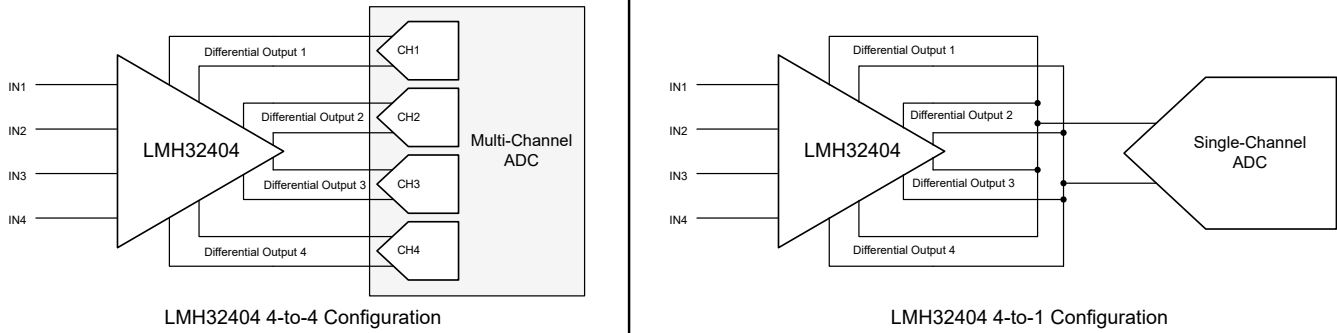 Differential Output 1
CH1
IN1
Differential Output 2
CH2
IN2
LMH32404
Multi-Channel
ADC
IN3
Differential Output 3
CH3
IN4
Differential Output 4
CH4
LMH32404 4-to-4 Configuration
Differential Output 1
IN1
Differential Output 2
IN2
LMH32404
Single-Channel
ADC
IN3
Differential Output 3
IN4
Differential Output 4
LMH32404 4-to-1 Configuration